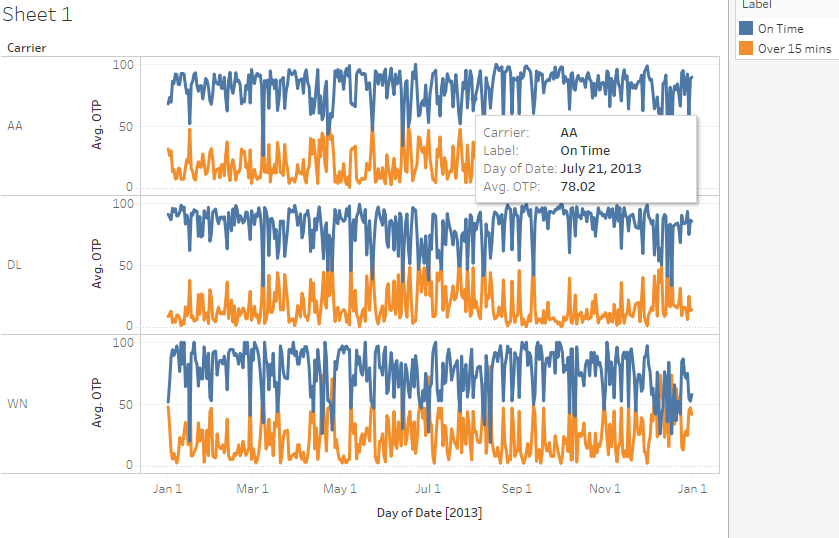 Sheet 1
Label
On Time
Over 15 mins
Carrier
AA
Avg. OTP
100
50
0
Carrier: AA
Label: On Time
Day of Date: July 21, 2013
Avg. OTP: 78.02
DL
Avg. OTP
100
50
0
WN
Avg. OTP
100
50
0
Jan 1
Mar 1
May 1
Jul 1
Sep 1
Nov 1
Jan 1
Day of Date [2013]